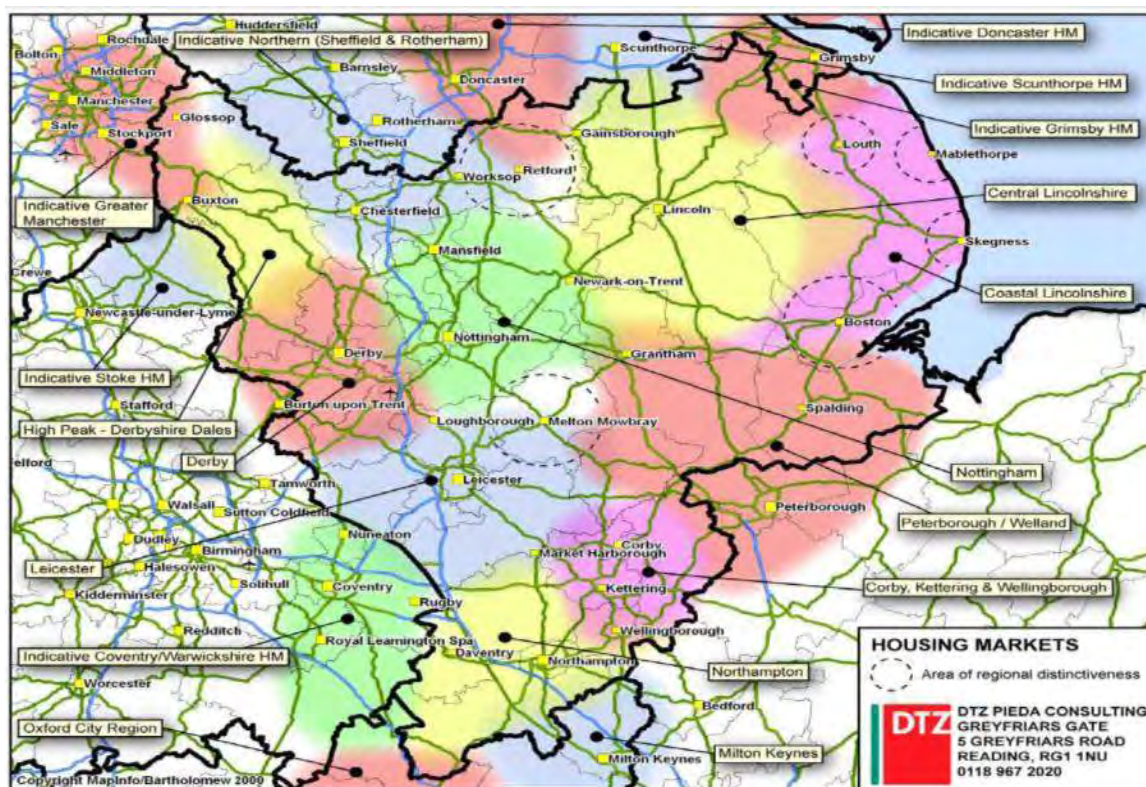 Huddersfield
Indicative Doncaster HM
Rochdale
Indicative Northern (Sheffield & Rotherham)
Scunthorpe
Bolton
Grimsby
Middleton
Barnsley
Doncaster
Indicative Scunthorpe HM
Manchester
Glossop
Rotherham
Sale
Stockport
Gainsborough
Indicative Grimsby HM
Sheffield
Louth
Mablethorpe
Retford
Worksop
Central Lincolnshire
Indicative Greater
Manchester
Buxton
Chesterfield
Lincoln
Skegness
Mansfield
Crewe
Newark-on-Trent
Coastal Lincolnshire
Newcastle-under-Lyme
Boston
Nottingham
Derby
Grantham
Indicative Stoke HM
Stafford
Burton upon Trent
Spalding
High Peak - Derbyshire Dales
Loughborough
Melton Mowbray
Derby
Nottingham
elford
Tamworth
Leicester
Walsall
Sutton Coldfield
Peterborough
Peterborough / Welland
Dudley
Nuneaton
Birmingham
Market Harborough
Corby
Leicester
Halesowen
Solihull
Coventry
Kettering
Corby, Kettering & Wellingborough
Kidderminster
Rugby
Redditch
Royal Leamington Spa
Wellingborough
Indicative Coventry/Warwickshire HM
Daventry
Northampton
Northampton
HOUSING MARKETS
Area of regional distinctiveness
Worcester
Bedford
Oxford City Region
Milton Keynes
Milton Keynes
DTZ
DTZ PIEDA CONSULTING
GREYFRIARS GATE
5 GREYFRIARS ROAD
READING, RG1 1NU
0118 967 2020
Copyright MapInfo/Bartholomew 2000